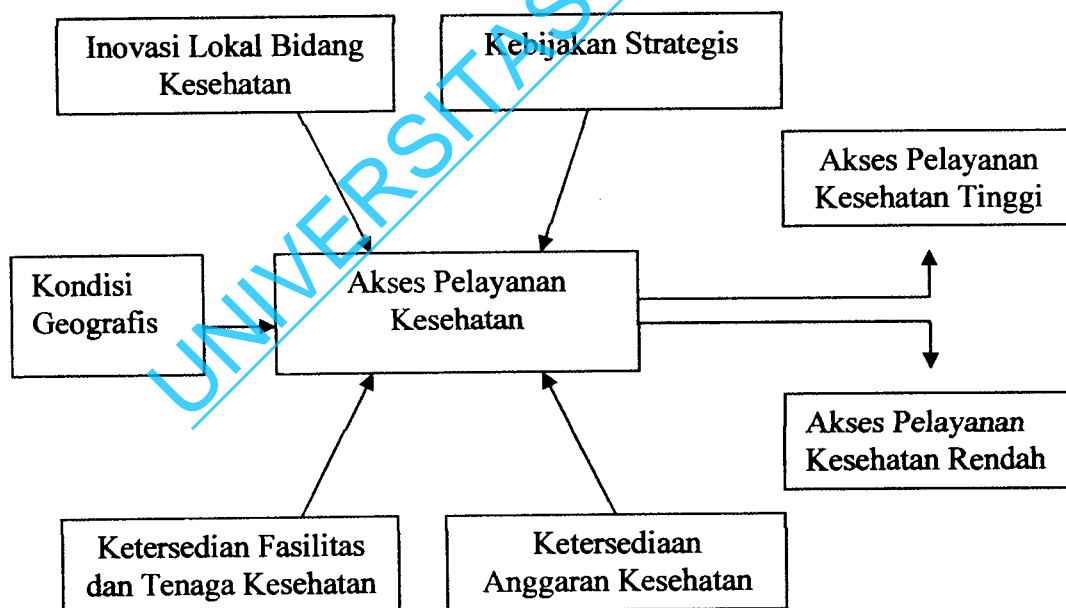 Inovasi Lokal Bidang
Kesehatan
Kebijakan Strategis
Akses Pelayanan
Kesehatan Tinggi
Kondisi
Geografis
Akses Pelayanan
Kesehatan
Akses Pelayanan
Kesehatan Rendah
Ketersedian Fasilitas
dan Tenaga Kesehatan
Ketersediaan
Anggaran Kesehatan
UNIVERSITAS